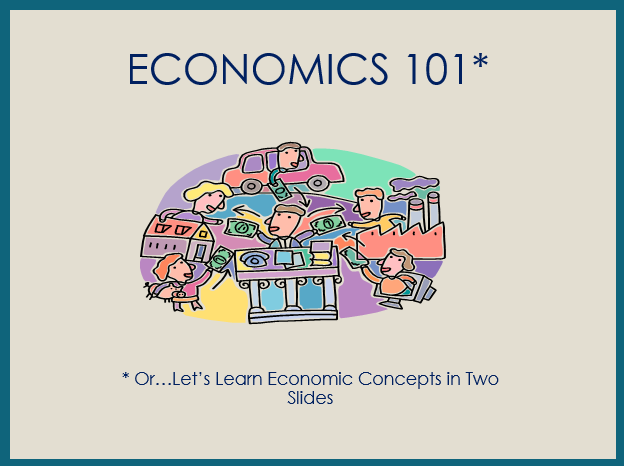 ECONOMICS 101*
* Or…Let’s Learn Economic Concepts in Two
Slides